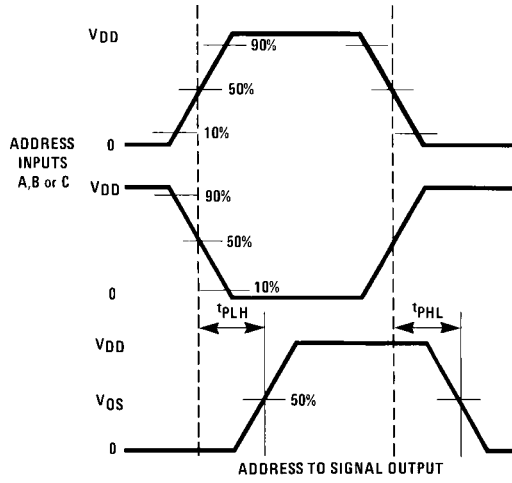 VDD
90%
50%
10%
0
ADDRESS
INPUTS
A,B or C
VDD
90%
50%
10%
0
tPLH
tPHL
VDD
VOS
50%
0
ADDRESS TO SIGNAL OUTPUT